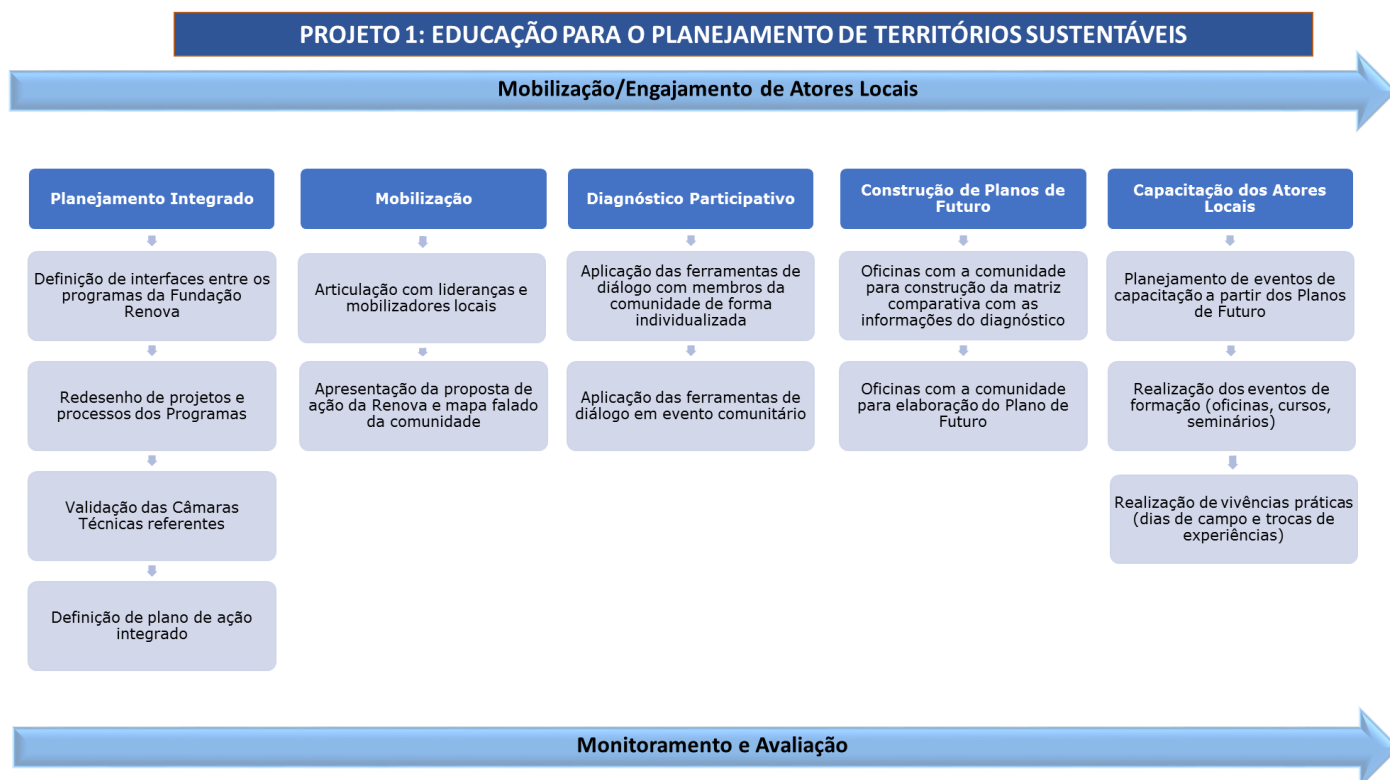 PROJETO 1: EDUCAÇÃO PARA O PLANEJAMENTO DE TERRITÓRIOS SUSTENTÁVEIS
Mobilização/Engajamento de Atores Locais
Planejamento Integrado
Definição de interfaces entre os
programas da Fundação
Renova
Redesenho de projetos e
processos dos Programas
Validação das Câmaras
Técnicas referentes
Definição de plano de ação
integrado
Mobilização
Articulação com lideranças e
mobilizadores locais
Apresentação da proposta de
ação da Renova e mapa falado
da comunidade
Diagnóstico Participativo
Aplicação das ferramentas de
diálogo com membros da
comunidade de forma
individualizada
Aplicação das ferramentas de
diálogo em evento comunitário
Construção de Planos de
Futuro
Oficinas com a comunidade
para construção da matriz
comparativa com as
informações do diagnóstico
Oficinas com a comunidade
para elaboração do Plano de
Futuro
Capacitação dos Atores
Locais
Planejamento de eventos de
capacitação a partir dos Planos
de Futuro
Realização dos eventos de
formação (oficinas, cursos,
seminários)
Realização de vivências práticas
(dias de campo e trocas de
experiências)
Monitoramento e Avaliação